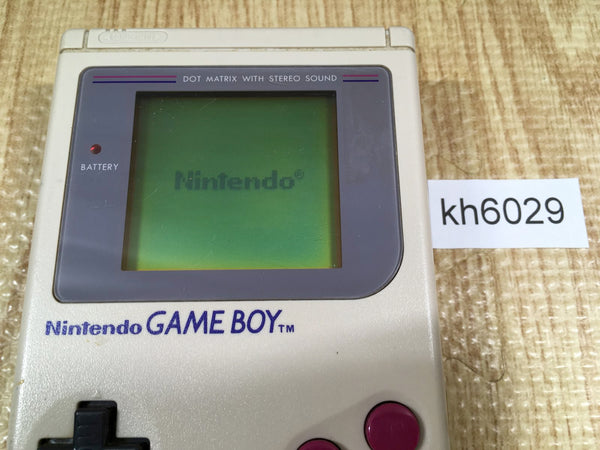 DOT MATRIX WITH STEREO SOUND
BATTERY
Nintendo®
kh6029
Nintendo GAME BOY™